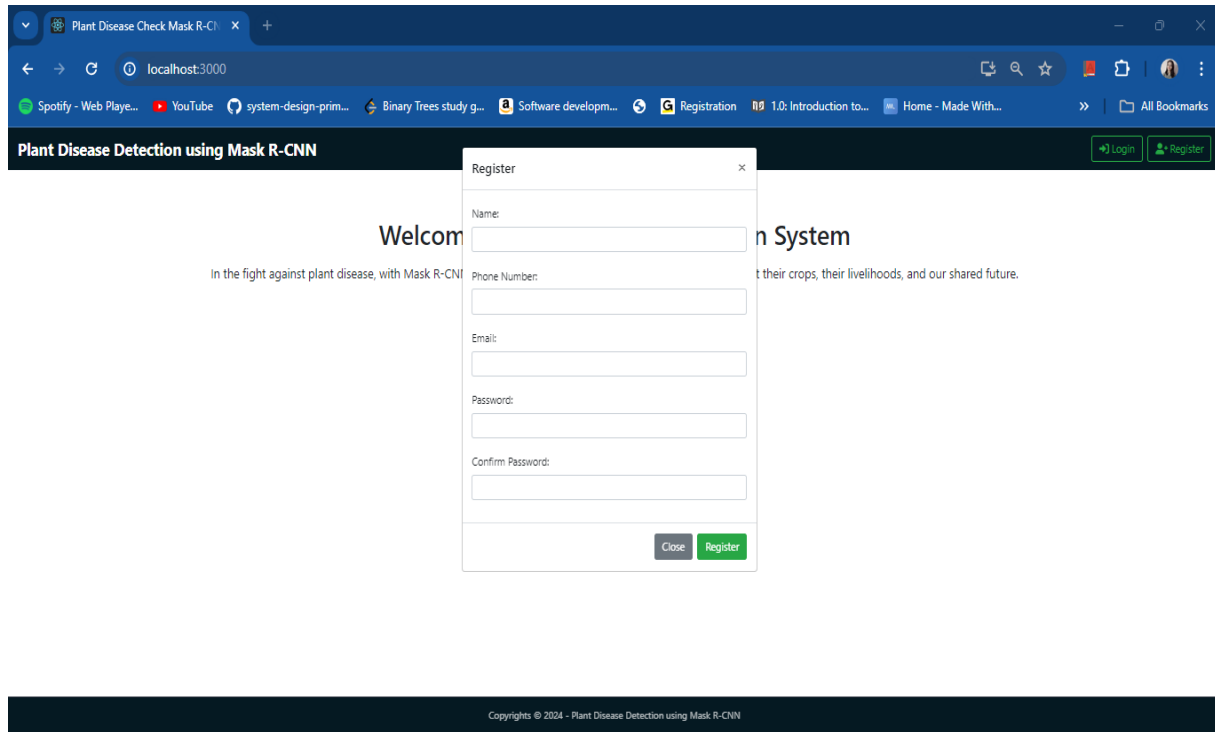 Plant Disease Check Mask R-CN
localhost:3000
Spotify - Web Playe... YouTube system-design-prim... Binary Trees study g... Software developm... Registration 1.0: Introduction to... Home - Made With... » All Bookmarks
Plant Disease Detection using Mask R-CNN Login Register
Register ×
Name:
Welcom n System
In the fight against plant disease, with Mask R-CN t their crops, their livelihoods, and our shared future.
Phone Number:
Email:
Password:
Confirm Password:
Close Register
Copyrights © 2024 - Plant Disease Detection using Mask R-CNN